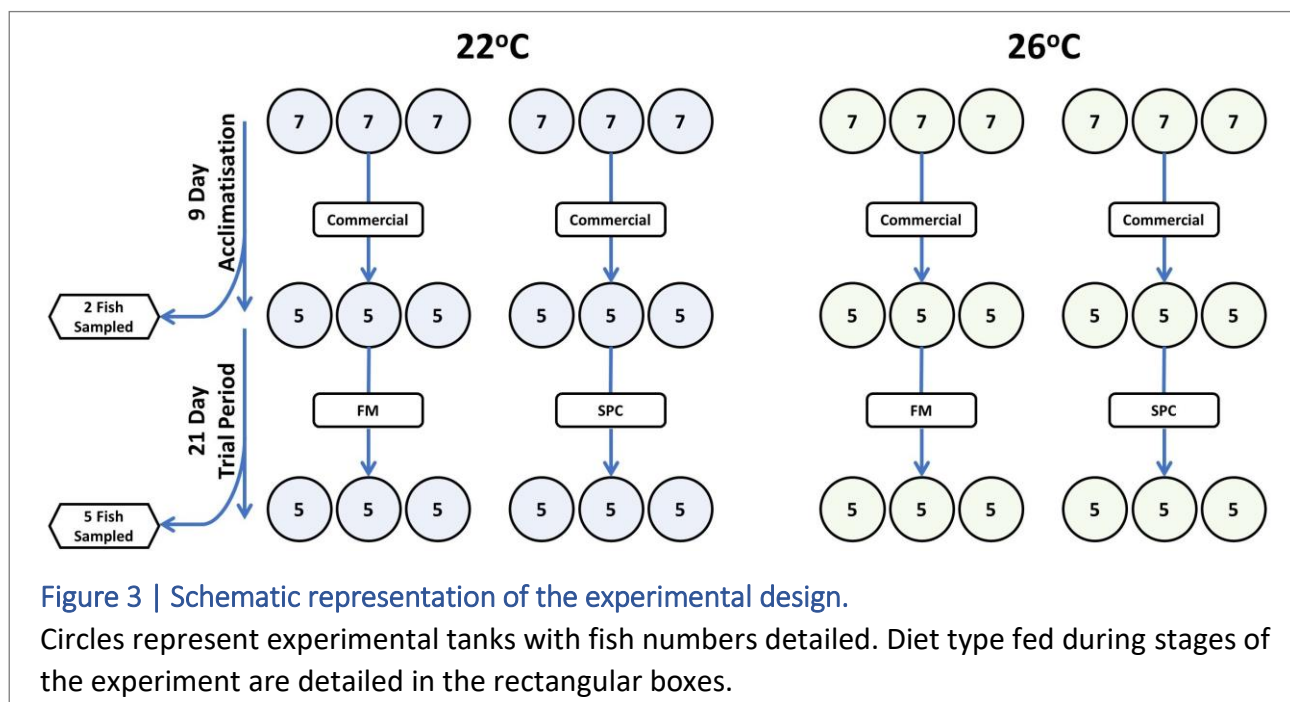 22°C 26°C
7 7 7 7 7 7 7 7 7 7 7 7
9 Day
Acclimatisation
Commercial Commercial Commercial Commercial
2 Fish
Sampled
5 5 5 5 5 5 5 5 5 5 5 5
21 Day
Trial Period
FM SPC FM SPC
5 Fish
Sampled
5 5 5 5 5 5 5 5 5 5 5 5
Figure 3 | Schematic representation of the experimental design.
Circles represent experimental tanks with fish numbers detailed. Diet type fed during stages of
the experiment are detailed in the rectangular boxes.